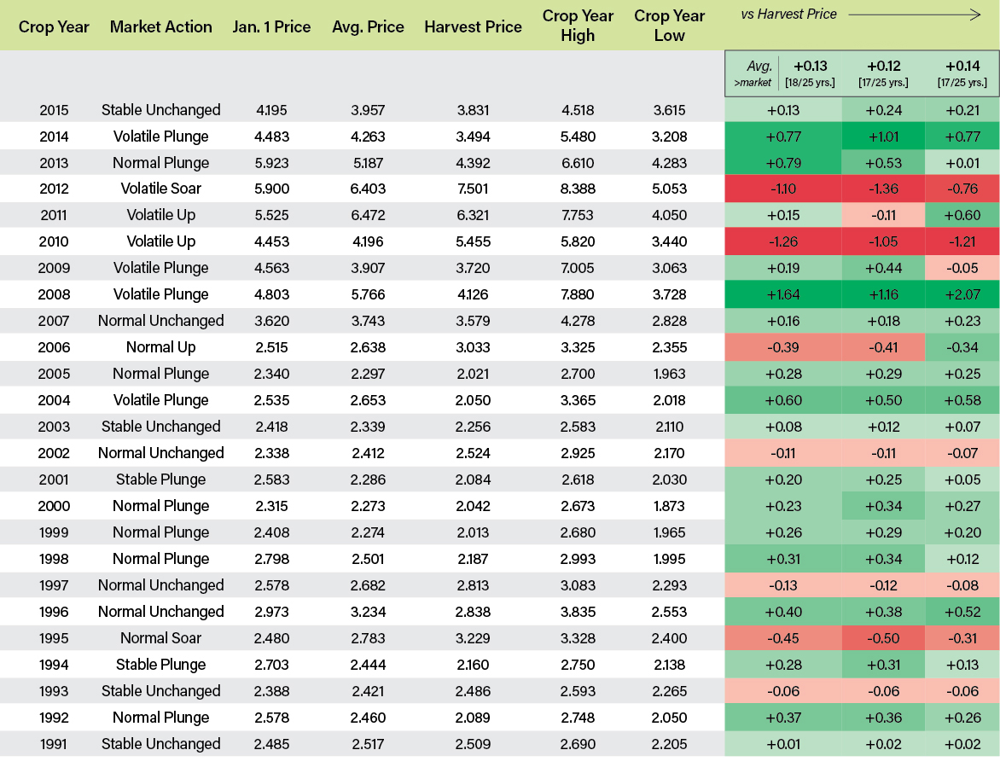 Crop Year Market Action Jan. 1 Price Avg. Price Harvest Price Crop Year High Crop Year Low vs Harvest Price
Avg. +0.13 +0.12 +0.14
>market [18/25 yrs.] [17/25 yrs.] [17/25 yrs.]
2015 Stable Unchanged 4.195 3.957 3.831 4.518 3.615 +0.13 +0.24 +0.21
2014 Volatile Plunge 4.483 4.263 3.494 5.480 3.208 +0.77 +1.01 +0.77
2013 Normal Plunge 5.923 5.187 4.392 6.610 4.283 +0.79 +0.53 +0.01
2012 Volatile Soar 5.900 6.403 7.501 8.388 5.053 -1.10 -1.36 -0.76
2011 Volatile Up 5.525 6.472 6.321 7.753 4.050 +0.15 -0.11 +0.60
2010 Volatile Up 4.453 4.196 5.455 5.820 3.440 -1.26 -1.05 -1.21
2009 Volatile Plunge 4.563 3.907 3.720 7.005 3.063 +0.19 +0.44 -0.05
2008 Volatile Plunge 4.803 5.766 4.126 7.880 3.728 +1.64 +1.16 +2.07
2007 Normal Unchanged 3.620 3.743 3.579 4.278 2.828 +0.16 +0.18 +0.23
2006 Normal Up 2.515 2.638 3.033 3.325 2.355 -0.39 -0.41 -0.34
2005 Normal Plunge 2.340 2.297 2.021 2.700 1.963 +0.28 +0.29 +0.25
2004 Volatile Plunge 2.535 2.653 2.050 3.365 2.018 +0.60 +0.50 +0.58
2003 Stable Unchanged 2.418 2.339 2.256 2.583 2.110 +0.08 +0.12 +0.07
2002 Normal Unchanged 2.338 2.412 2.524 2.925 2.170 -0.11 -0.11 -0.07
2001 Stable Plunge 2.583 2.286 2.084 2.618 2.030 +0.20 +0.25 +0.05
2000 Normal Plunge 2.315 2.273 2.042 2.673 1.873 +0.23 +0.34 +0.27
1999 Normal Plunge 2.408 2.274 2.013 2.680 1.965 +0.26 +0.29 +0.20
1998 Normal Plunge 2.798 2.501 2.187 2.993 1.995 +0.31 +0.34 +0.12
1997 Normal Unchanged 2.578 2.682 2.813 3.083 2.293 -0.13 -0.12 -0.08
1996 Normal Unchanged 2.973 3.234 2.838 3.835 2.553 +0.40 +0.38 +0.52
1995 Normal Soar 2.480 2.783 3.229 3.328 2.400 -0.45 -0.50 -0.31
1994 Stable Plunge 2.703 2.444 2.160 2.750 2.138 +0.28 +0.31 +0.13
1993 Stable Unchanged 2.388 2.421 2.486 2.593 2.265 -0.06 -0.06 -0.06
1992 Normal Plunge 2.578 2.460 2.089 2.748 2.050 +0.37 +0.36 +0.26
1991 Stable Unchanged 2.485 2.517 2.509 2.690 2.205 +0.01 +0.02 +0.02